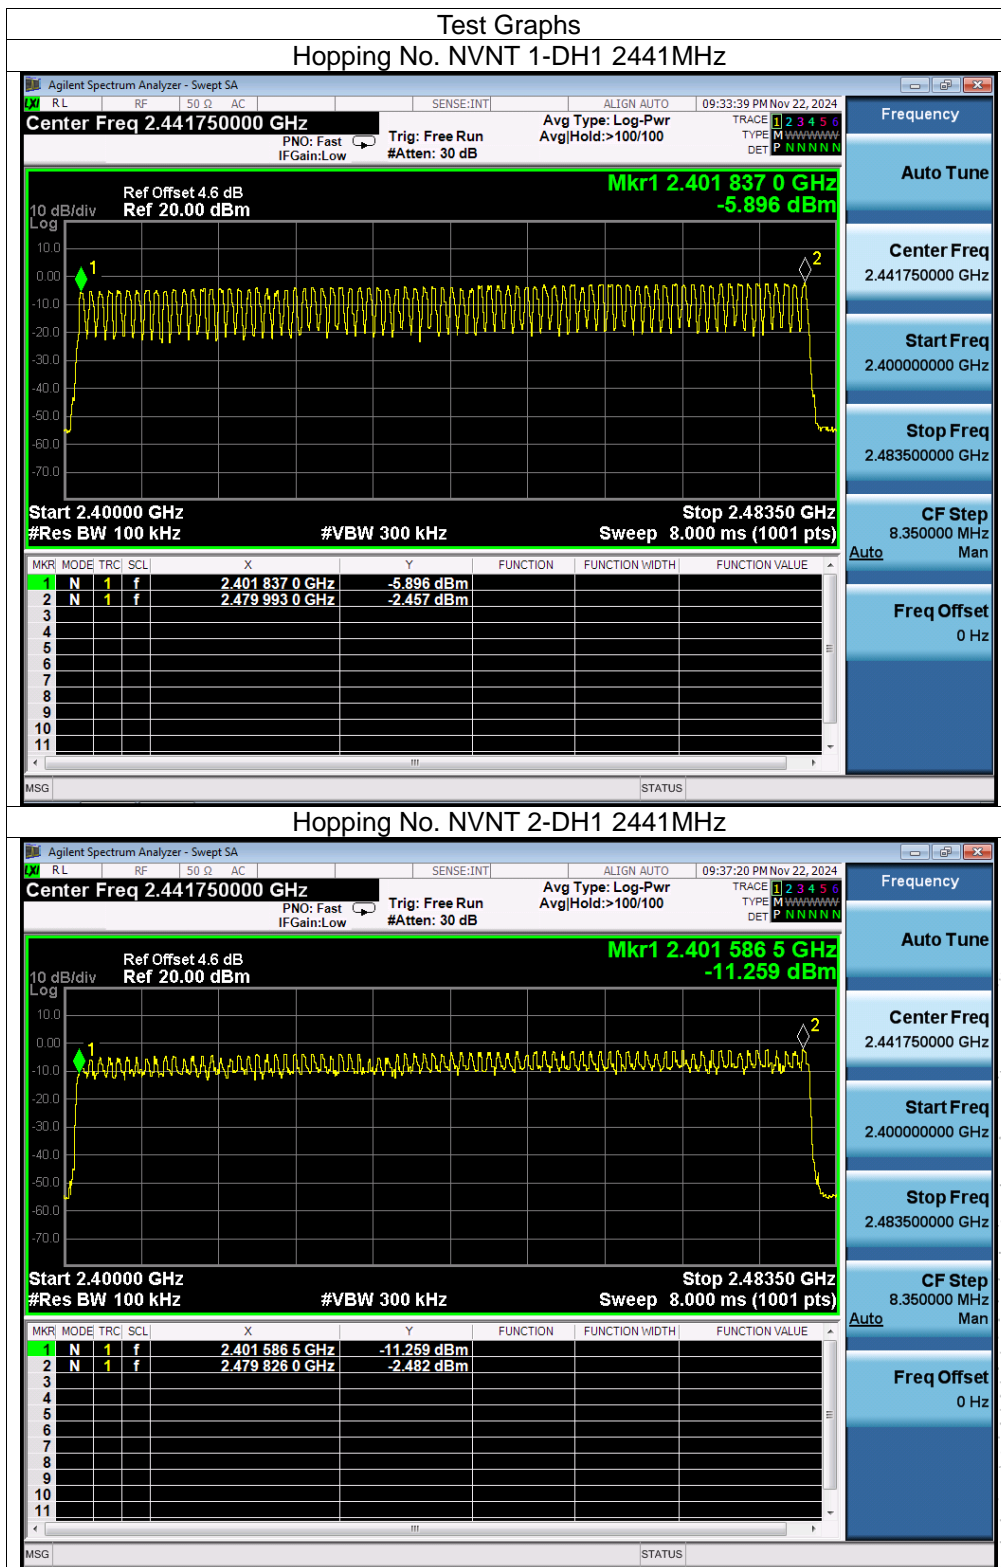 Test Graphs
Hopping No. NVNT 1-DH1 2441MHz
Agilent Spectrum Analyzer - Swept SA
LXI RL RF 50 Ω AC SENSE:INT ALIGN AUTO 09:33:39 PM Nov 22, 2024
Center Freq 2.441750000 GHz
PNO: Fast
IFGain:Low
Trig: Free Run
#Atten: 30 dB
Avg Type: Log-Pwr
Avg|Hold:>100/100
TRACE 1 2 3 4 5 6
TYPE M W W W W W
DET P N N N N N
Frequency
Auto Tune
Center Freq
2.441750000 GHz
Start Freq
2.400000000 GHz
Stop Freq
2.483500000 GHz
CF Step
8.350000 MHz
Auto Man
Freq Offset
0 Hz
Mkr1 2.401 837 0 GHz
-5.896 dBm
Ref Offset 4.6 dB
10 dB/div Ref 20.00 dBm
Log
10.0
0.00
-10.0
-20.0
-30.0
-40.0
-50.0
-60.0
-70.0
1
2
Start 2.40000 GHz Stop 2.48350 GHz
#Res BW 100 kHz #VBW 300 kHz Sweep 8.000 ms (1001 pts)
MKR MODE TRC SCL X Y FUNCTION FUNCTION WIDTH FUNCTION VALUE
1 N 1 f 2.401 837 0 GHz -5.896 dBm
2 N 1 f 2.479 993 0 GHz -2.457 dBm
3
4
5
6
7
8
9
10
11
MSG STATUS
Hopping No. NVNT 2-DH1 2441MHz
Agilent Spectrum Analyzer - Swept SA
LXI RL RF 50 Ω AC SENSE:INT ALIGN AUTO 09:37:20 PM Nov 22, 2024
Center Freq 2.441750000 GHz
PNO: Fast
IFGain:Low
Trig: Free Run
#Atten: 30 dB
Avg Type: Log-Pwr
Avg|Hold:>100/100
TRACE 1 2 3 4 5 6
TYPE M W W W W W
DET P N N N N N
Frequency
Auto Tune
Center Freq
2.441750000 GHz
Start Freq
2.400000000 GHz
Stop Freq
2.483500000 GHz
CF Step
8.350000 MHz
Auto Man
Freq Offset
0 Hz
Mkr1 2.401 586 5 GHz
-11.259 dBm
Ref Offset 4.6 dB
10 dB/div Ref 20.00 dBm
Log
10.0
0.00
-10.0
-20.0
-30.0
-40.0
-50.0
-60.0
-70.0
1
2
Start 2.40000 GHz Stop 2.48350 GHz
#Res BW 100 kHz #VBW 300 kHz Sweep 8.000 ms (1001 pts)
MKR MODE TRC SCL X Y FUNCTION FUNCTION WIDTH FUNCTION VALUE
1 N 1 f 2.401 586 5 GHz -11.259 dBm
2 N 1 f 2.479 826 0 GHz -2.482 dBm
3
4
5
6
7
8
9
10
11
MSG STATUS